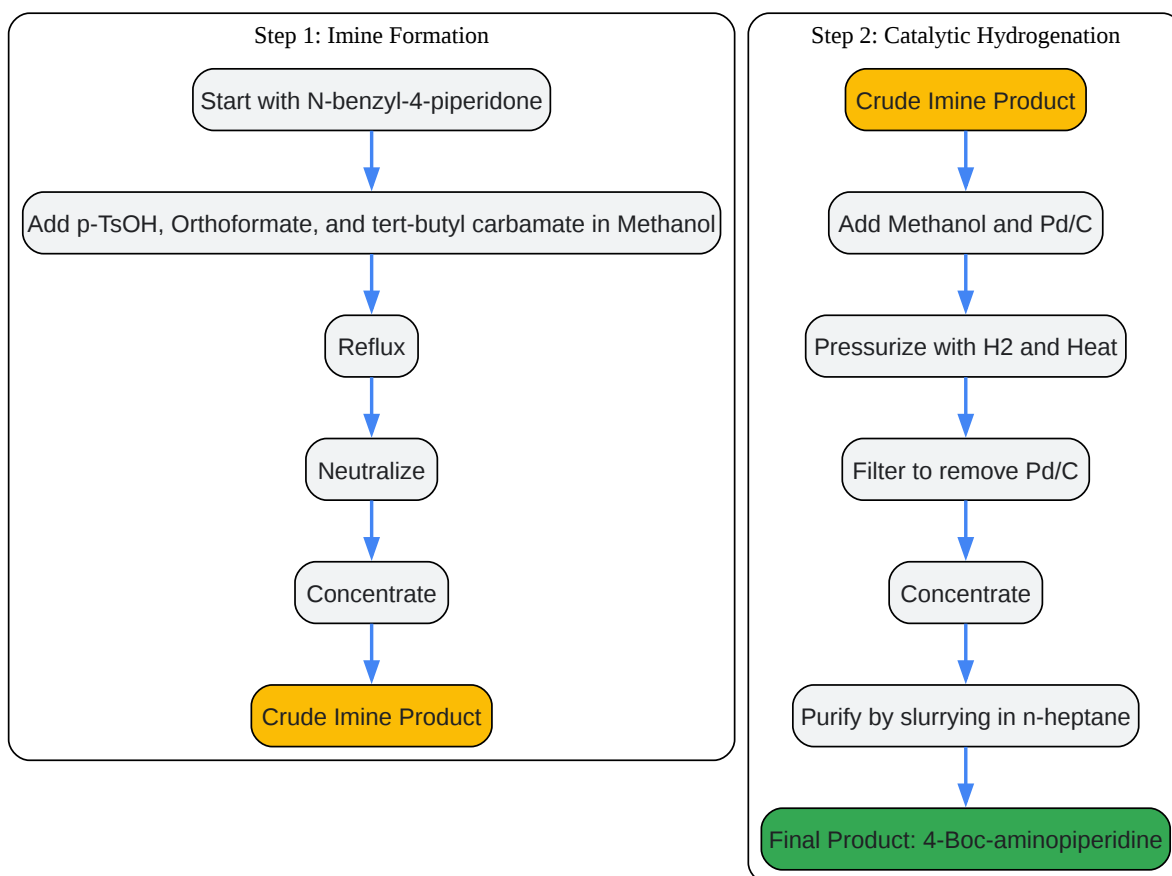 Step 1: Imine Formation
Start with N-benzyl-4-piperidone
Add p-TsOH, Orthoformate, and tert-butyl carbamate in Methanol
Reflux
Neutralize
Concentrate
Crude Imine Product
Step 2: Catalytic Hydrogenation
Crude Imine Product
Add Methanol and Pd/C
Pressurize with H2 and Heat
Filter to remove Pd/C
Concentrate
Purify by slurrying in n-heptane
Final Product: 4-Boc-aminopiperidine